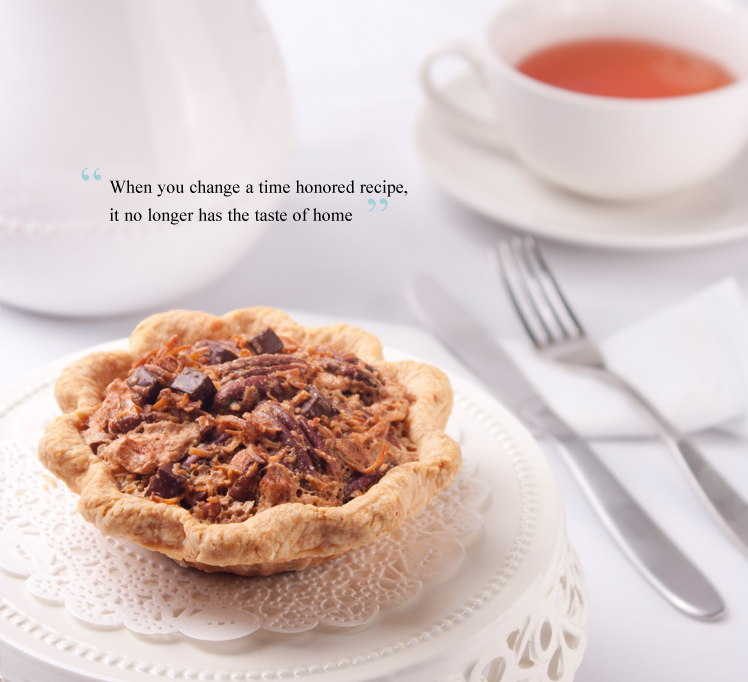 “ When you change a time honored recipe,
it no longer has the taste of home ”